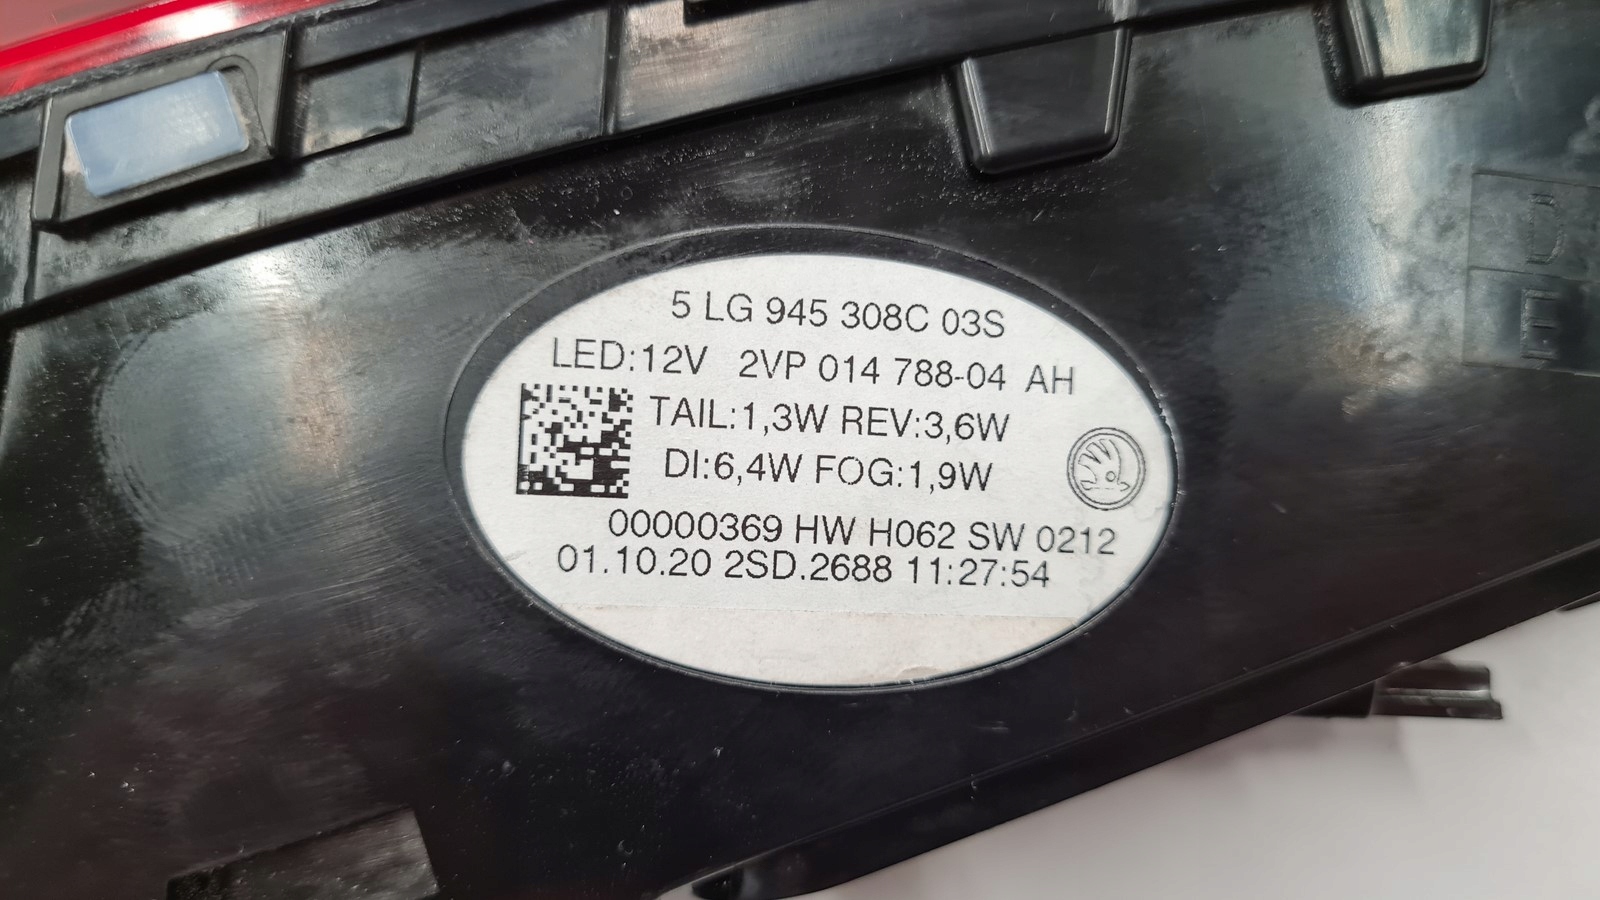 5 LG 945 308C 03S
LED:12V 2VP 014 788-04 AH
TAIL:1,3W REV:3,6W
DI:6,4W FOG:1,9W
00000369 HW H062 SW 0212
01.10.20 2SD.2688 11:27:54
D
E